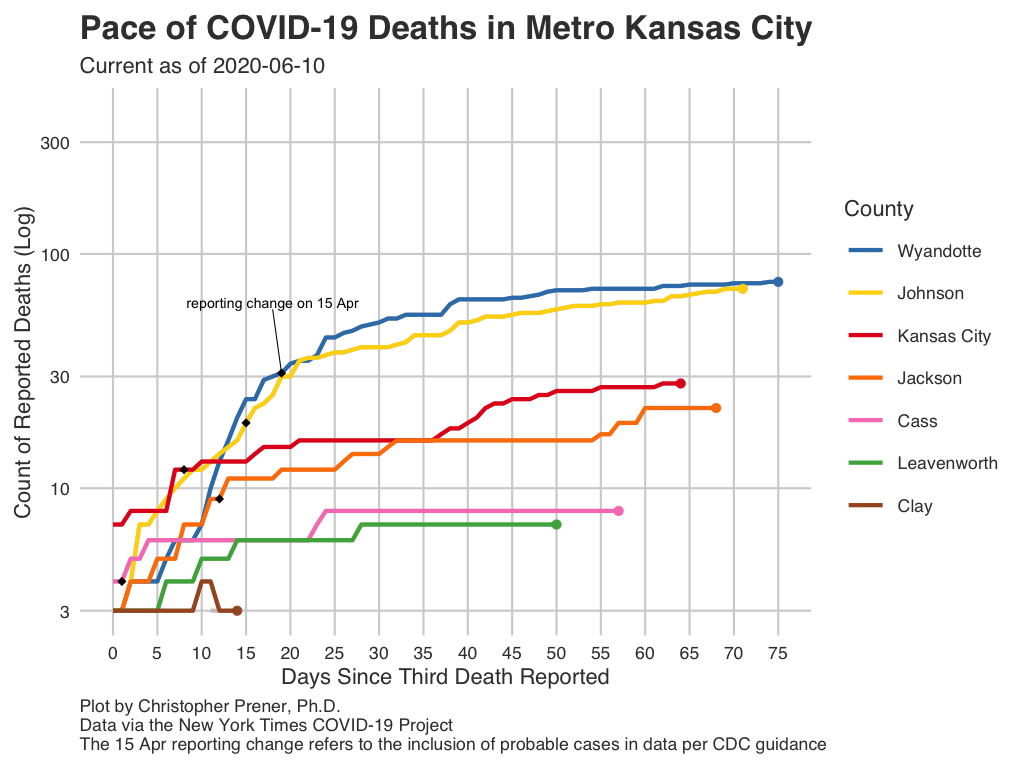 Pace of COVID-19 Deaths in Metro Kansas City
Current as of 2020-06-10
Count of Reported Deaths (Log)
300
100
30
10
3
reporting change on 15 Apr
0 5 10 15 20 25 30 35 40 45 50 55 60 65 70 75
Days Since Third Death Reported
County
Wyandotte
Johnson
Kansas City
Jackson
Cass
Leavenworth
Clay
Plot by Christopher Prener, Ph.D.
Data via the New York Times COVID-19 Project
The 15 Apr reporting change refers to the inclusion of probable cases in data per CDC guidance